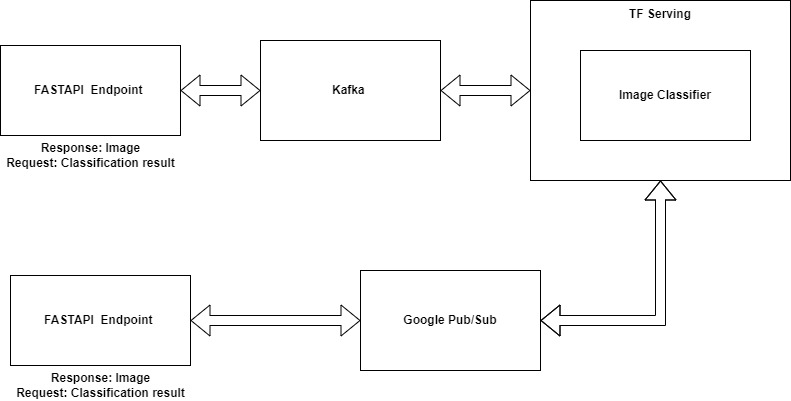 TF Serving
FASTAPI  Endpoint
Kafka
Image Classifier
Response: Image
Request: Classification result
FASTAPI  Endpoint
Google Pub/Sub
Response: Image
Request: Classification result